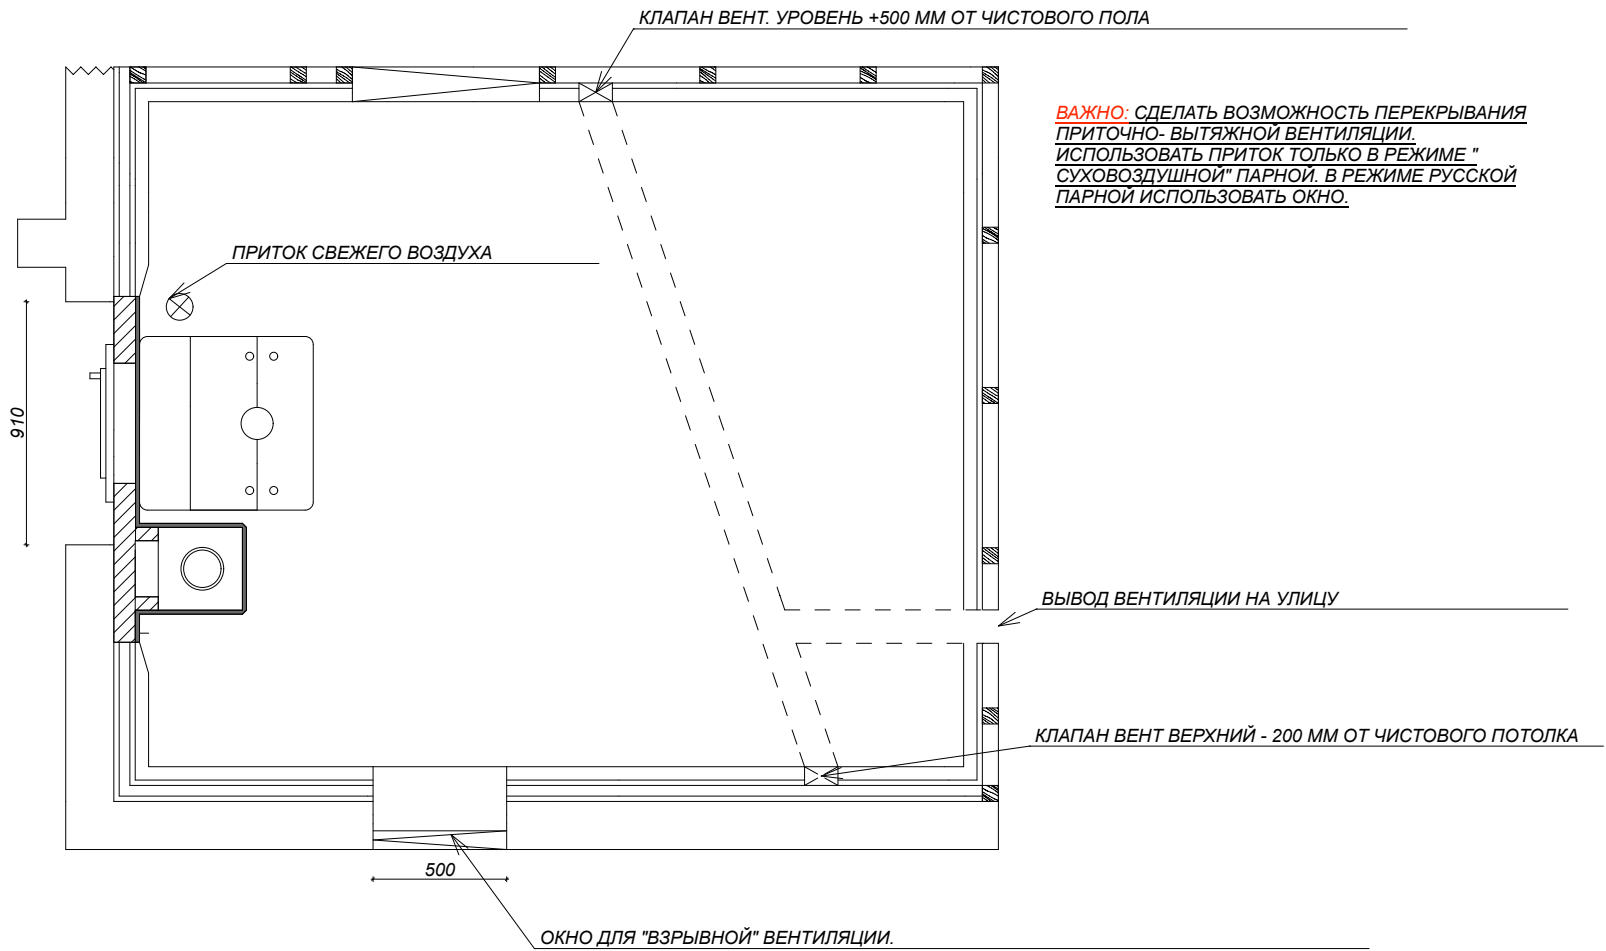 КЛАПАН ВЕНТ. УРОВЕНЬ +500 ММ ОТ ЧИСТОВОГО ПОЛА
ВАЖНО: СДЕЛАТЬ ВОЗМОЖНОСТЬ ПЕРЕКРЫВАНИЯ
ПРИТОЧНО- ВЫТЯЖНОЙ ВЕНТИЛЯЦИИ.
ИСПОЛЬЗОВАТЬ ПРИТОК ТОЛЬКО В РЕЖИМЕ "
СУХОВОЗДУШНОЙ" ПАРНОЙ. В РЕЖИМЕ РУССКОЙ
ПАРНОЙ ИСПОЛЬЗОВАТЬ ОКНО.
ПРИТОК СВЕЖЕГО ВОЗДУХА
910
ВЫВОД ВЕНТИЛЯЦИИ НА УЛИЦУ
КЛАПАН ВЕНТ ВЕРХНИЙ - 200 ММ ОТ ЧИСТОВОГО ПОТОЛКА
500
ОКНО ДЛЯ "ВЗРЫВНОЙ" ВЕНТИЛЯЦИИ.